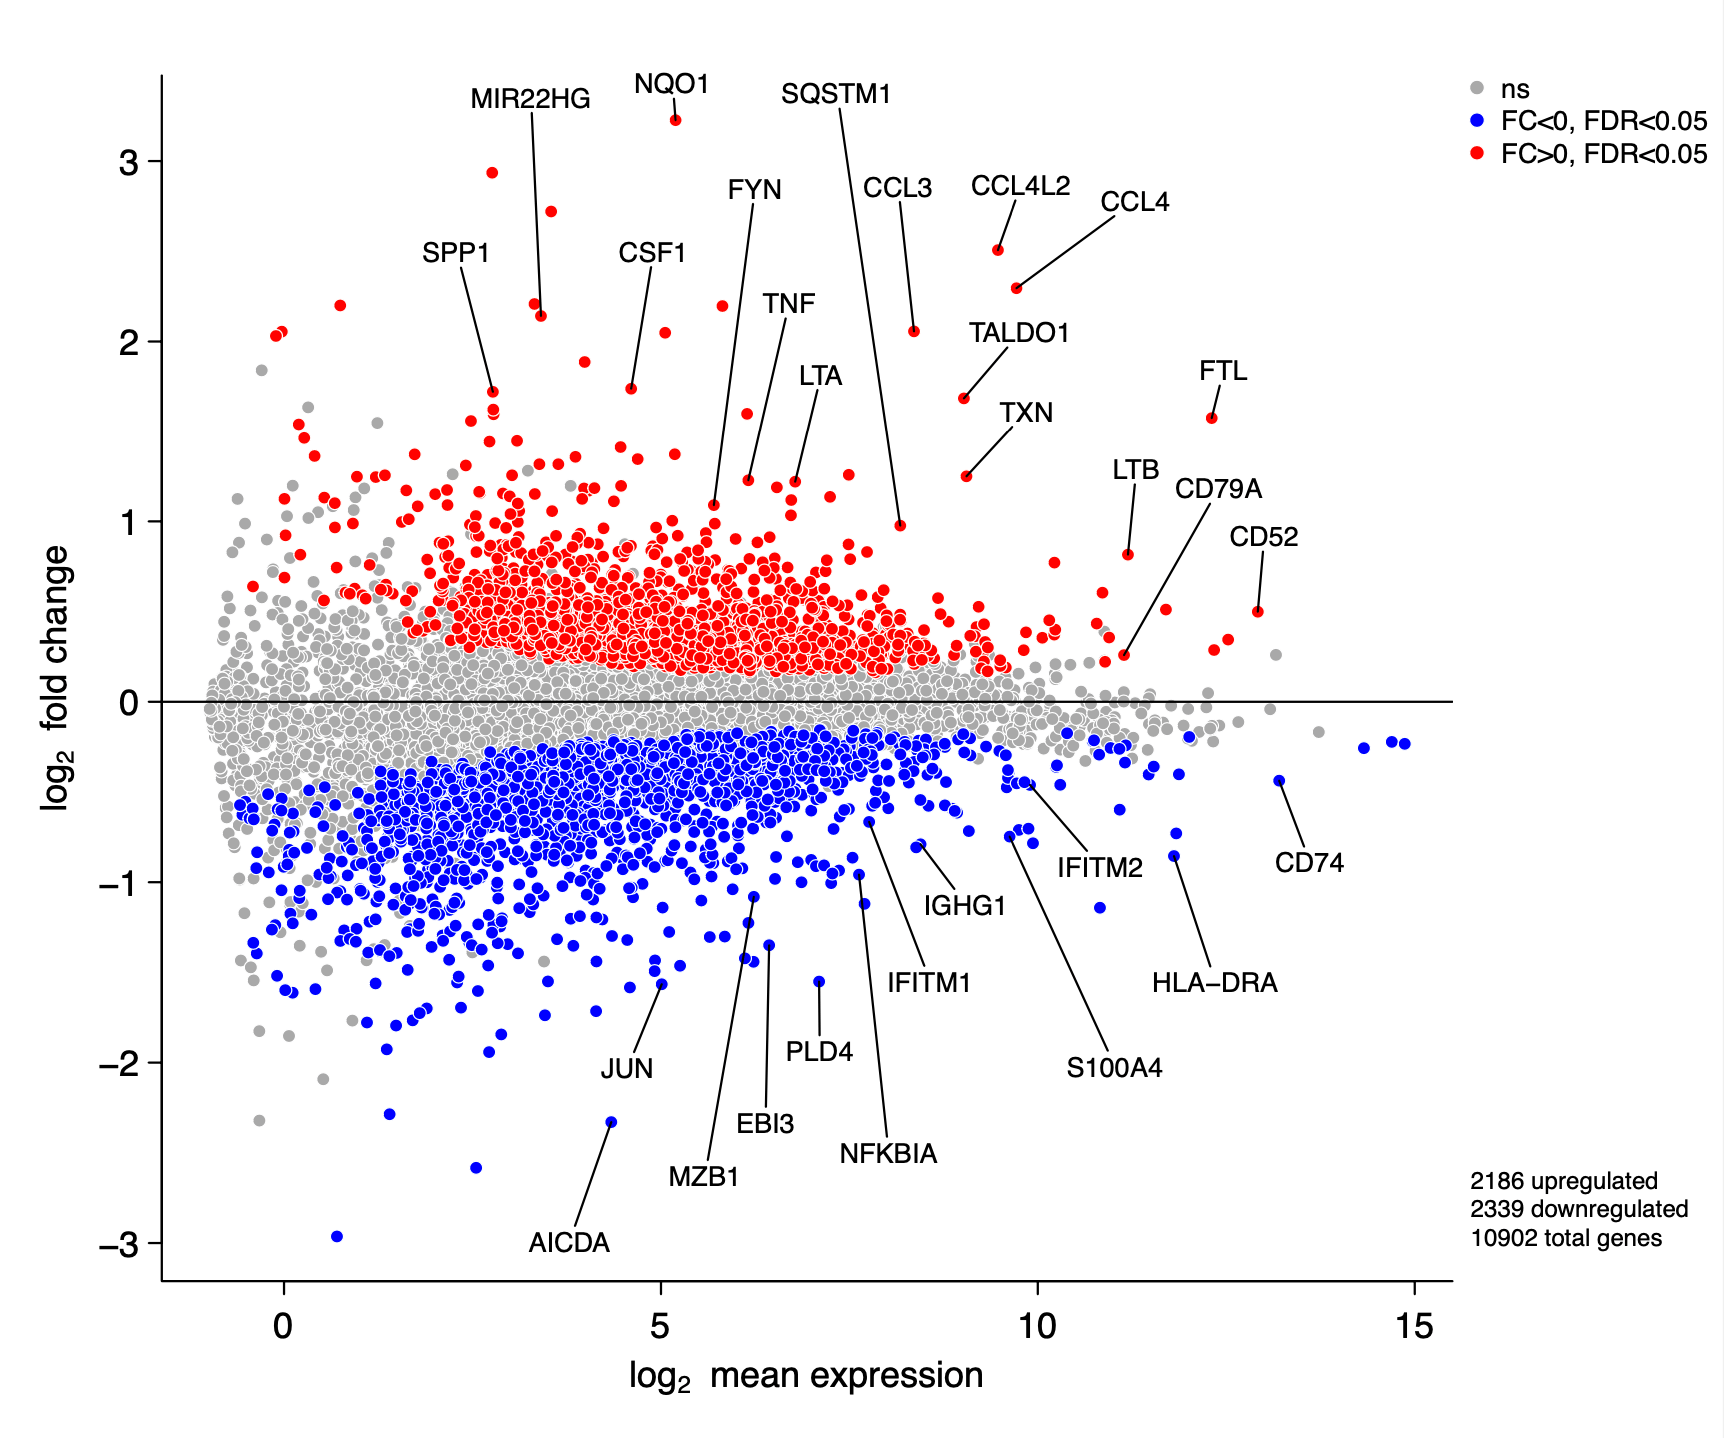 NQO1
MIR22HG
SQSTM1
ns
FC<0, FDR<0.05
FC>0, FDR<0.05
3
FYN
CCL3
CCL4L2
CCL4
SPP1
CSF1
TNF
2
TALDO1
LTA
FTL
TXN
LTB
CD79A
1
CD52
log2 fold change
0
−1
IFITM2
CD74
IGHG1
IFITM1
HLA−DRA
−2
JUN
PLD4
S100A4
EBI3
NFKBIA
MZB1
2186 upregulated
2339 downregulated
10902 total genes
−3
AICDA
0
5
10
15
log2 mean expression